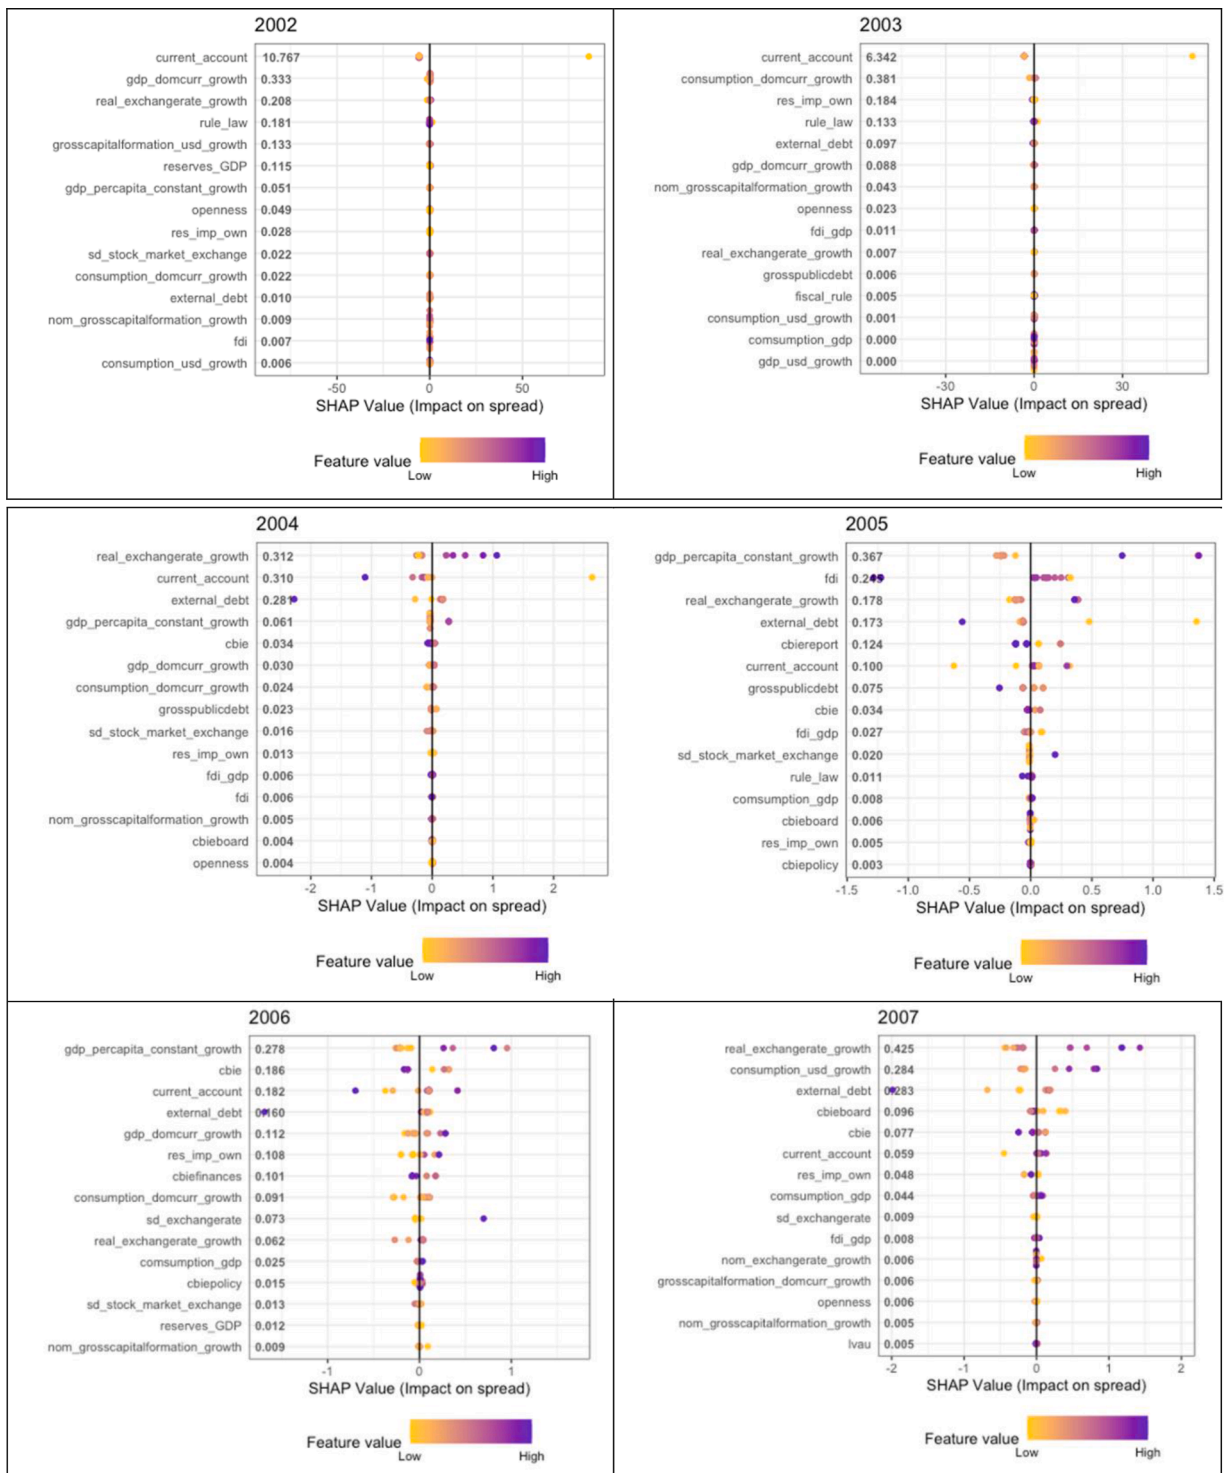 2002
current_account 10.767
gdp_domcurr_growth 0.333
real_exchangerate_growth 0.208
rule_law 0.181
grosscapitalformation_usd_growth 0.133
reserves_GDP 0.115
gdp_percapita_constant_growth 0.051
openness 0.049
res_imp_own 0.028
sd_stock_market_exchange 0.022
consumption_domcurr_growth 0.022
external_debt 0.010
nom_grosscapitalformation_growth 0.009
fdi 0.007
consumption_usd_growth 0.006
-50 0 50
SHAP Value (Impact on spread)
Feature value
Low High
2003
current_account 6.342
consumption_domcurr_growth 0.381
res_imp_own 0.184
rule_law 0.133
external_debt 0.097
gdp_domcurr_growth 0.088
nom_grosscapitalformation_growth 0.043
openness 0.023
fdi_gdp 0.011
real_exchangerate_growth 0.007
grosspublicdebt 0.006
fiscal_rule 0.005
consumption_usd_growth 0.001
comsumption_gdp 0.000
gdp_usd_growth 0.000
-30 0 30
SHAP Value (Impact on spread)
Feature value
Low High
2004
real_exchangerate_growth 0.312
current_account 0.310
external_debt 0.281
gdp_percapita_constant_growth 0.061
cbie 0.034
gdp_domcurr_growth 0.030
consumption_domcurr_growth 0.024
grosspublicdebt 0.023
sd_stock_market_exchange 0.016
res_imp_own 0.013
fdi_gdp 0.006
fdi 0.006
nom_grosscapitalformation_growth 0.005
cbieboard 0.004
openness 0.004
-2 -1 0 1 2
SHAP Value (Impact on spread)
Feature value
Low High
2005
gdp_percapita_constant_growth 0.367
fdi
real_exchangerate_growth 0.178
external_debt 0.173
cbiereport 0.124
current_account 0.100
grosspublicdebt 0.075
cbie 0.034
fdi_gdp 0.027
sd_stock_market_exchange 0.020
rule_law 0.011
comsumption_gdp 0.008
cbieboard 0.006
res_imp_own 0.005
cbiepolicy 0.003
-1.5 -1.0 -0.5 0.0 0.5 1.0 1.5
SHAP Value (Impact on spread)
Feature value
Low High
2006
gdp_percapita_constant_growth 0.278
cbie 0.186
current_account 0.182
external_debt 0.160
gdp_domcurr_growth 0.112
res_imp_own 0.108
cbiefinances 0.101
consumption_domcurr_growth 0.091
sd_exchangerate 0.073
real_exchangerate_growth 0.062
comsumption_gdp 0.025
cbiepolicy 0.015
sd_stock_market_exchange 0.013
reserves_GDP 0.012
nom_grosscapitalformation_growth 0.009
-1 0 1
SHAP Value (Impact on spread)
Feature value
Low High
2007
real_exchangerate_growth 0.425
consumption_usd_growth 0.284
external_debt 0.283
cbieboard 0.096
cbie 0.077
current_account 0.059
res_imp_own 0.048
comsumption_gdp 0.044
sd_exchangerate 0.009
fdi_gdp 0.008
nom_exchangerate_growth 0.006
grosscapitalformation_domcurr_growth 0.006
openness 0.006
nom_grosscapitalformation_growth 0.005
lvau 0.005
-2 -1 0 1 2
SHAP Value (Impact on spread)
Feature value
Low High